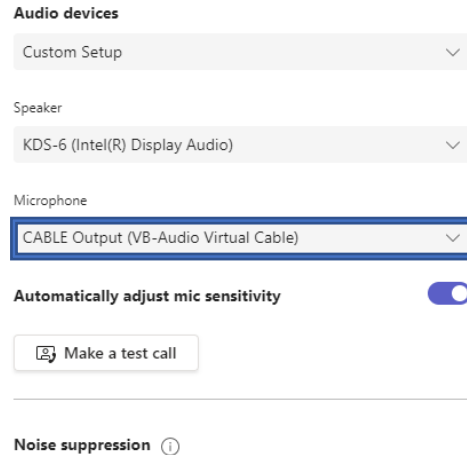 Audio devices
Custom Setup
Speaker
KDS-6 (Intel(R) Display Audio)
Microphone
CABLE Output (VB-Audio Virtual Cable)
Automatically adjust mic sensitivity
Make a test call
Noise suppression